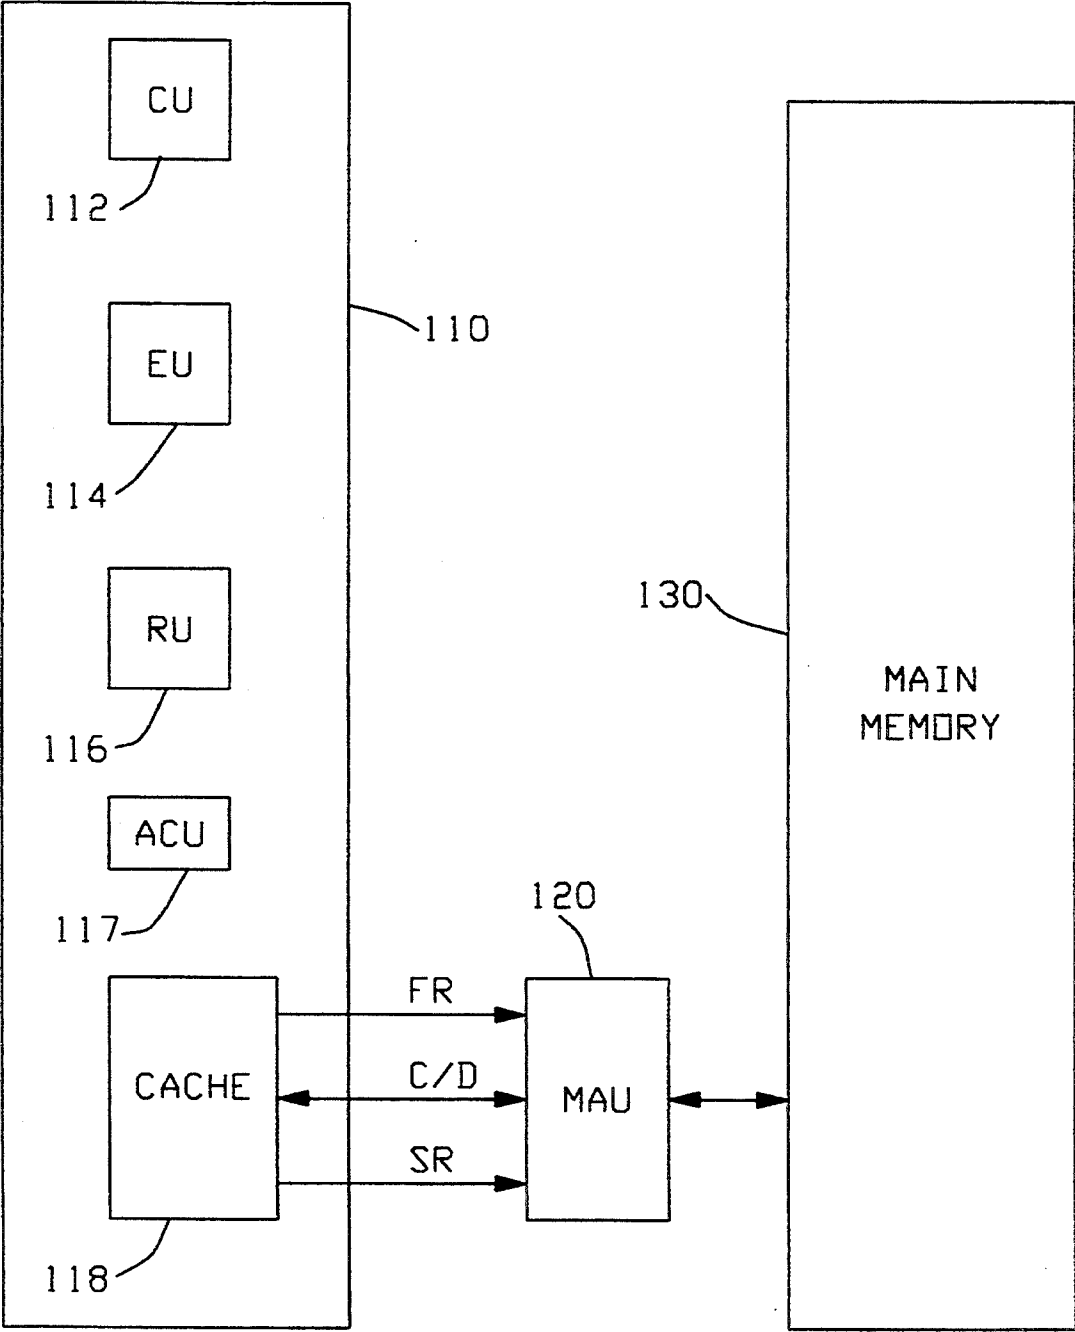 CU
112
110
EU
114
130
RU
MAIN
MEMORY
116
ACU
120
117
FR
C/D
CACHE
MAU
SR
118